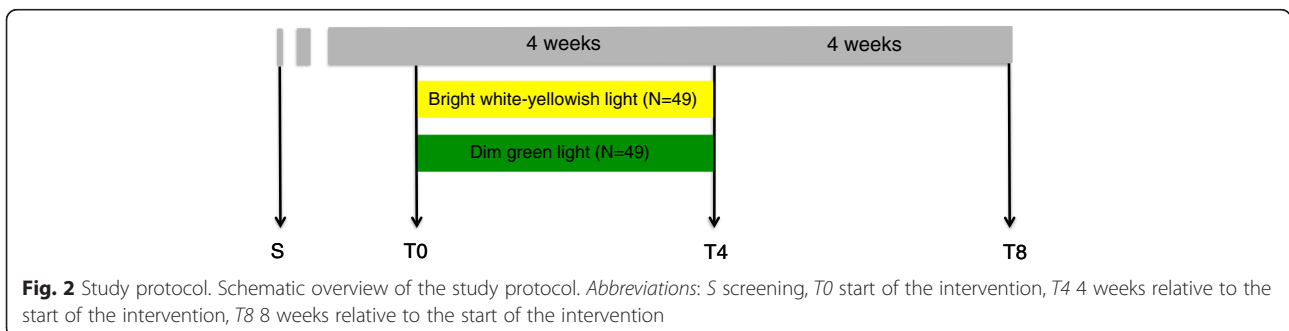 4 weeks 4 weeks
Bright white-yellowish light (N=49)
Dim green light (N=49)
S T0 T4 T8
Fig. 2 Study protocol. Schematic overview of the study protocol. Abbreviations: S screening, T0 start of the intervention, T4 4 weeks relative to the
start of the intervention, T8 8 weeks relative to the start of the intervention